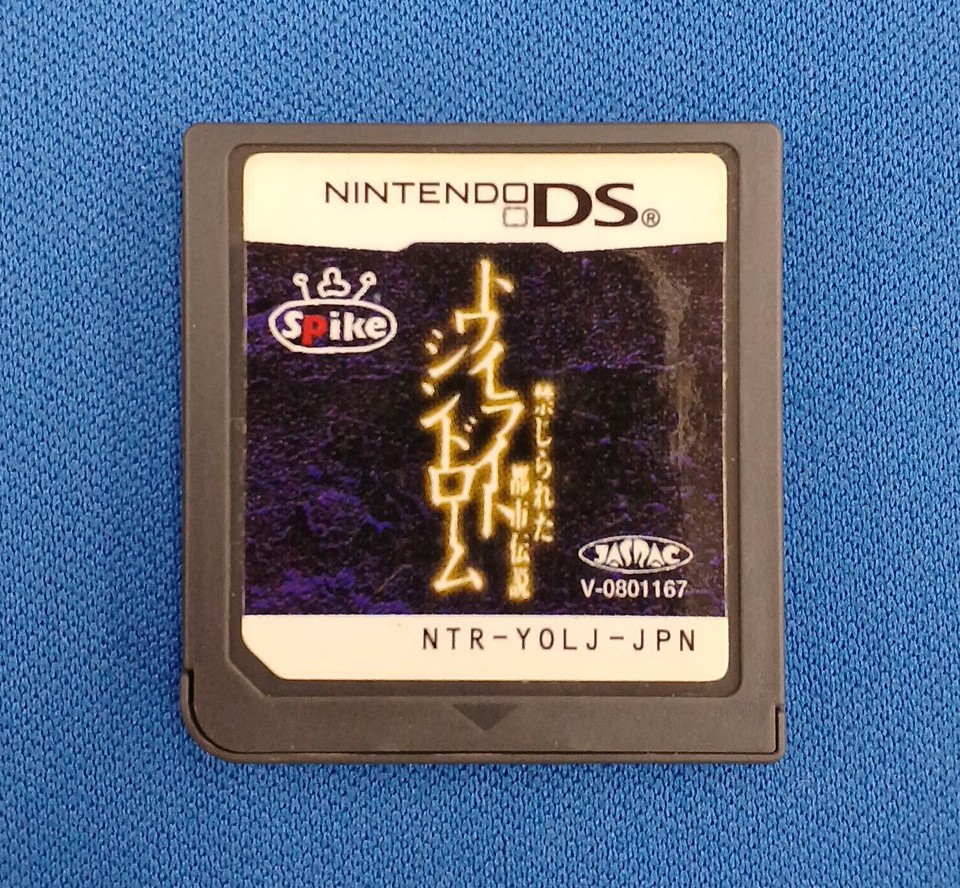 NINTENDO DS®
Spike
トワイライト
シンドローム
禁じられた
都市伝説
JASRAC
V-0801167
NTR-YOLJ-JPN